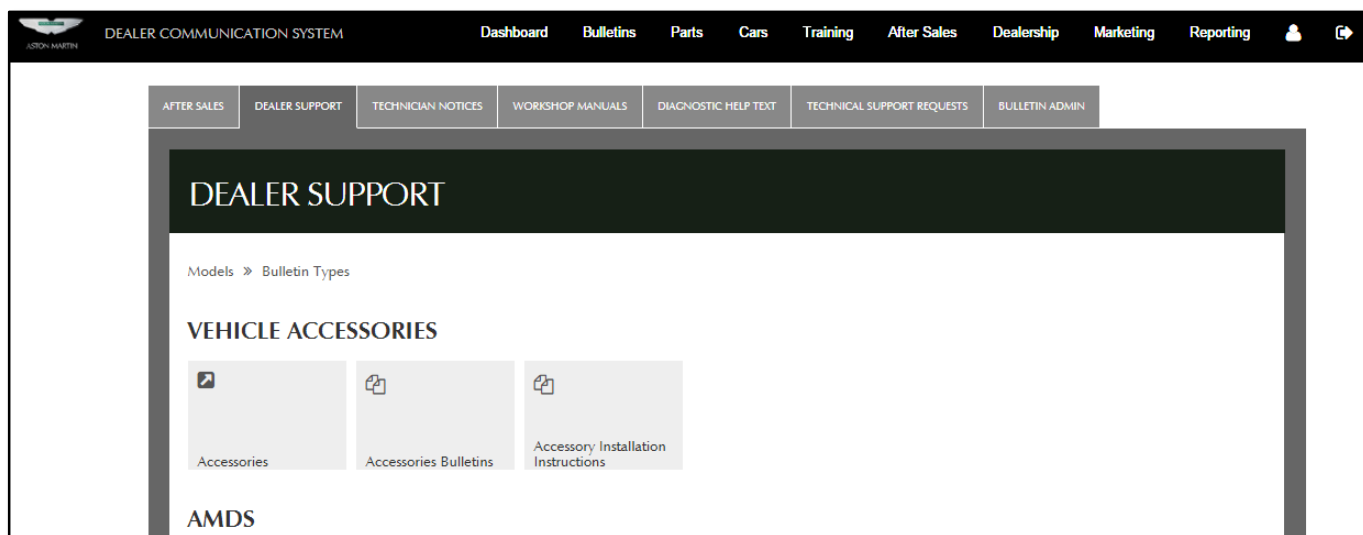 ASTON MARTIN
DEALER COMMUNICATION SYSTEM
Dashboard Bulletins Parts Cars Training After Sales Dealership Marketing Reporting
AFTER SALES DEALER SUPPORT TECHNICIAN NOTICES WORKSHOP MANUALS DIAGNOSTIC HELP TEXT TECHNICAL SUPPORT REQUESTS BULLETIN ADMIN
DEALER SUPPORT
Models » Bulletin Types
VEHICLE ACCESSORIES
Accessories
Accessories Bulletins
Accessory Installation
Instructions
AMDS